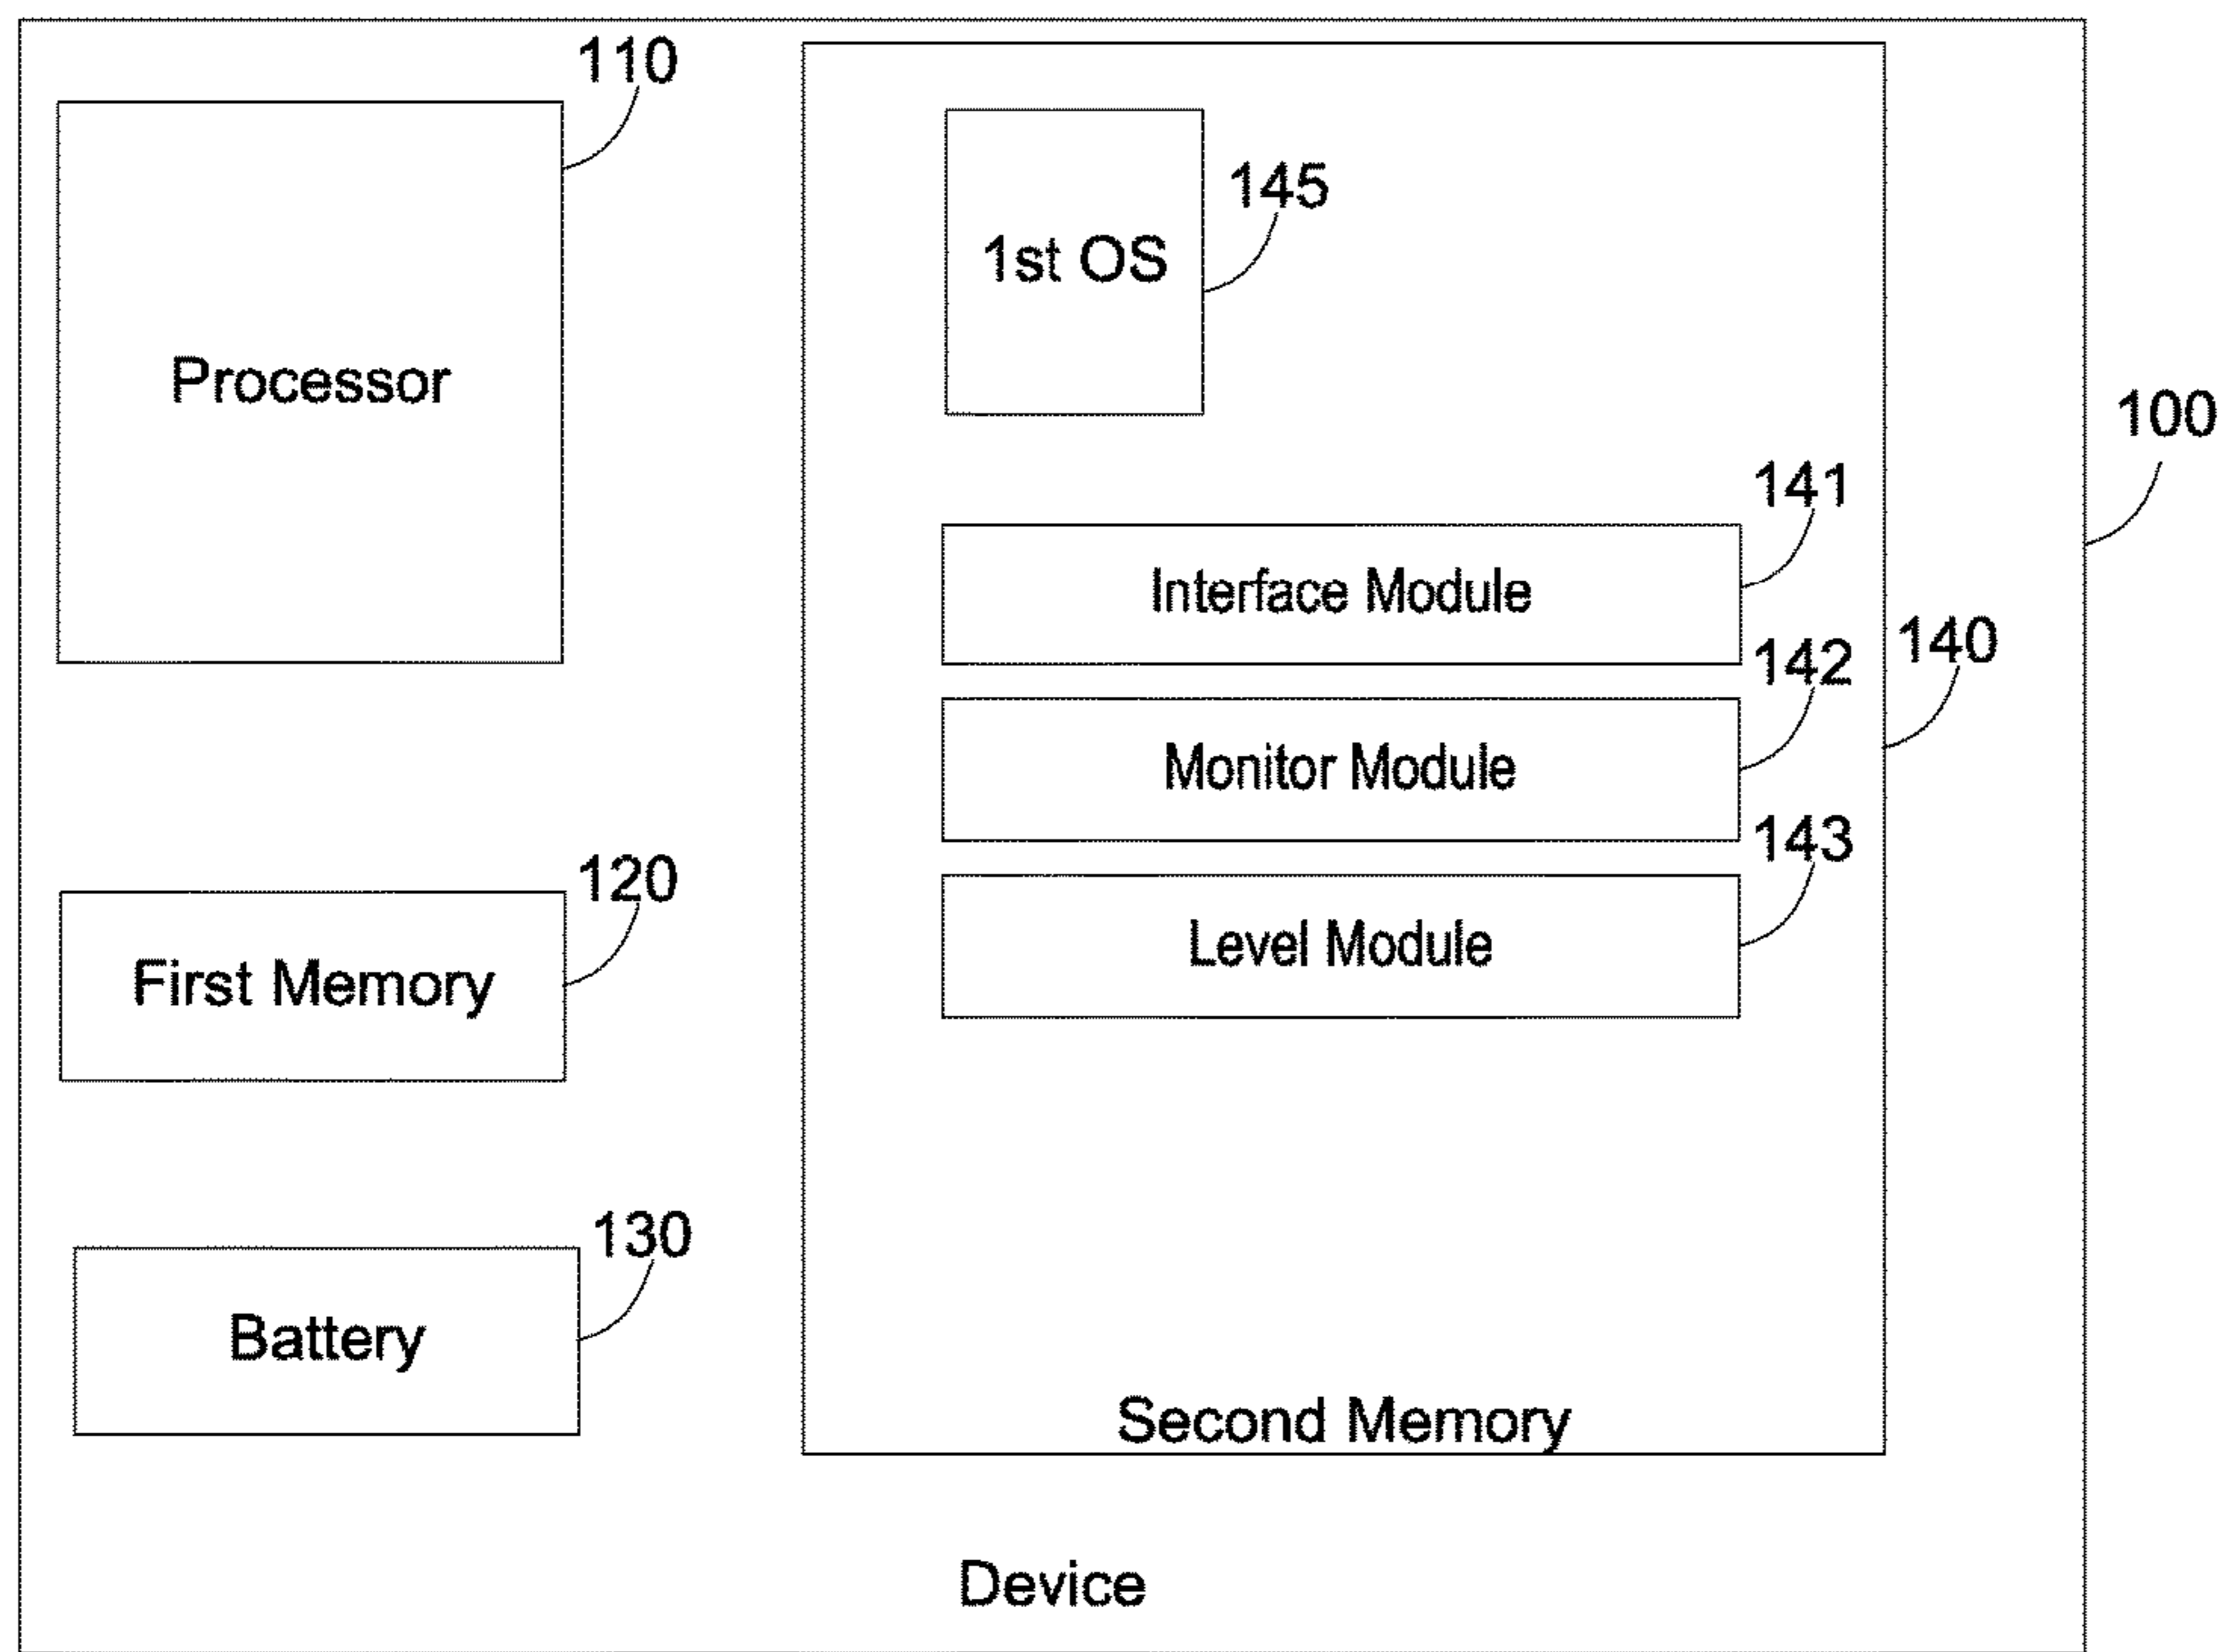 110
Processor
145
1st OS
100
141
Interface Module
142
140
Monitor Module
143
Level Module
120
First Memory
130
Battery
Second Memory
Device